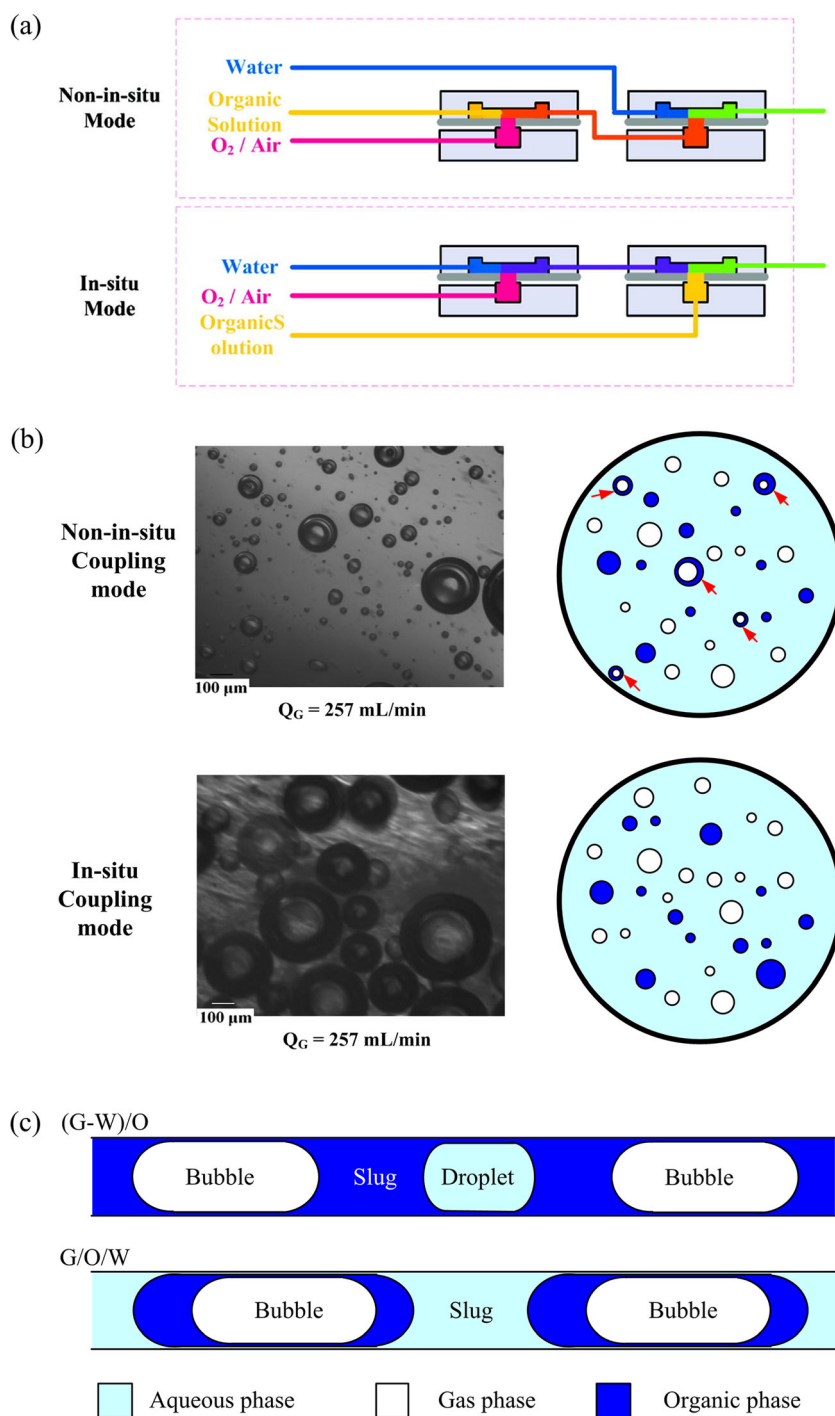 (a)
Non-in-situ
Mode
Water
Organic
Solution
O₂ / Air
In-situ
Mode
Water
O₂ / Air
OrganicS
olution
(b)
Non-in-situ
Coupling
mode
100 μm
Q_G = 257 mL/min
In-situ
Coupling
mode
100 μm
Q_G = 257 mL/min
(c)
(G-W)/O
Bubble
Slug
Droplet
Bubble
G/O/W
Bubble
Slug
Bubble
Aqueous phase
Gas phase
Organic phase